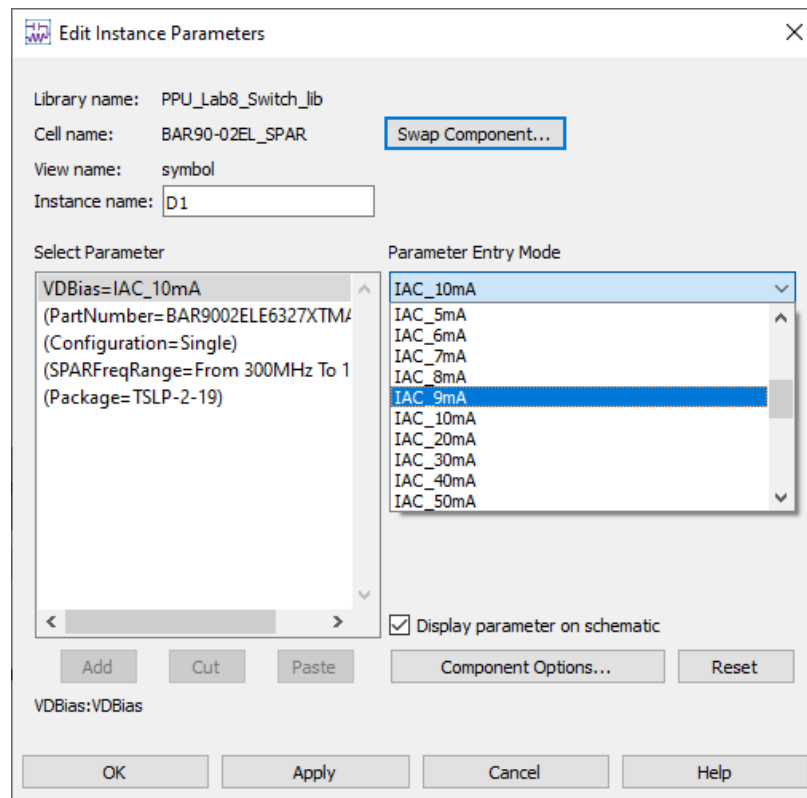 Edit Instance Parameters
Library name: PPU_Lab8_Switch_lib
Cell name: BAR90-02EL_SPAR Swap Component...
View name: symbol
Instance name: D1
Select Parameter Parameter Entry Mode
VDBias=IAC_10mA
(PartNumber=BAR9002ELE6327XTMA
(Configuration=Single)
(SPARFreqRange=From 300MHz To 1
(Package=TSLP-2-19)
IAC_10mA
IAC_5mA
IAC_6mA
IAC_7mA
IAC_8mA
IAC_9mA
IAC_10mA
IAC_20mA
IAC_30mA
IAC_40mA
IAC_50mA
Display parameter on schematic
Add Cut Paste Component Options... Reset
VDBias:VDBias
OK Apply Cancel Help